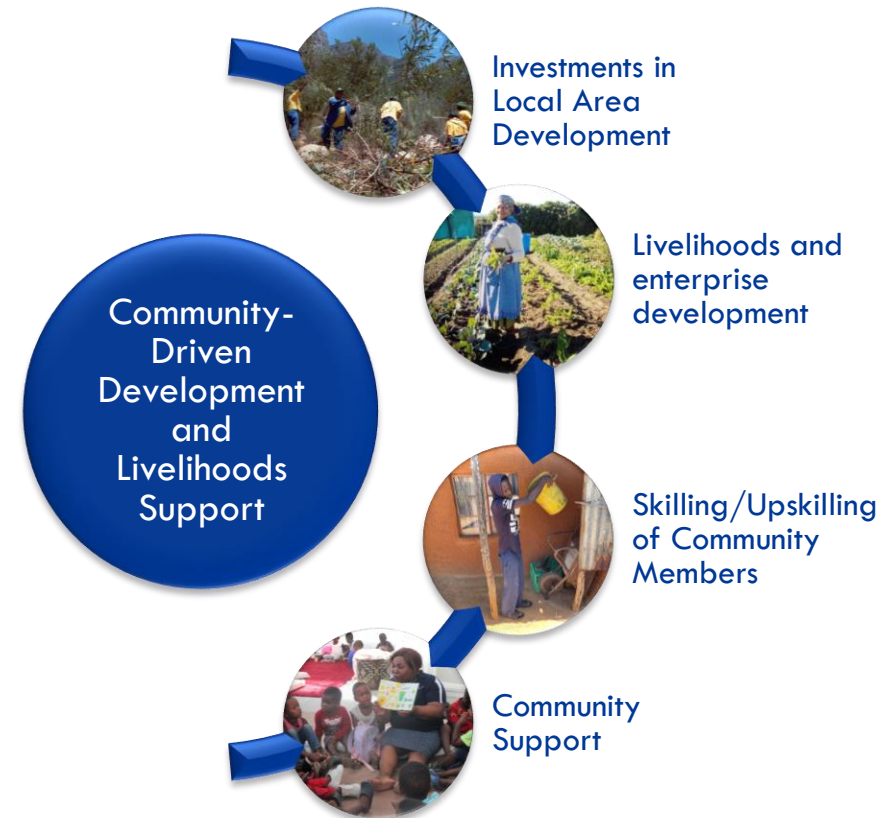 Community-
Driven
Development
and
Livelihoods
Support
Investments in
Local Area
Development
Livelihoods and
enterprise
development
Skilling/Upskilling
of Community
Members
Community
Support